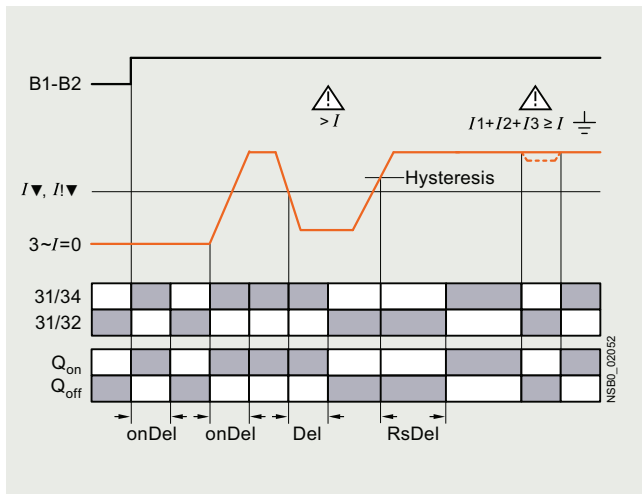 B1-B2
> I
I1+I2+I3 ≥ I
I▼, I!▼
Hysteresis
3~I=0
31/34
31/32
Qon
Qoff
onDel
onDel
Del
RsDel
NSB0_02052